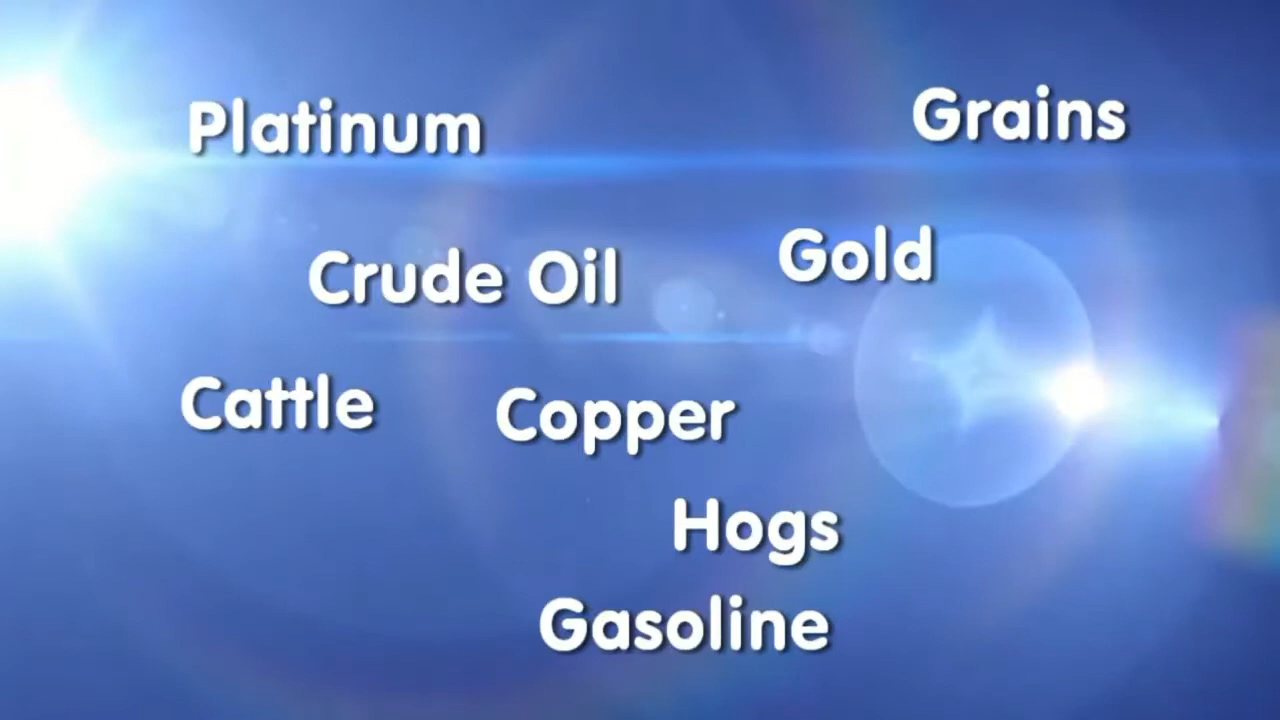 Platinum
Grains
Crude Oil
Gold
Cattle
Copper
Hogs
Gasoline